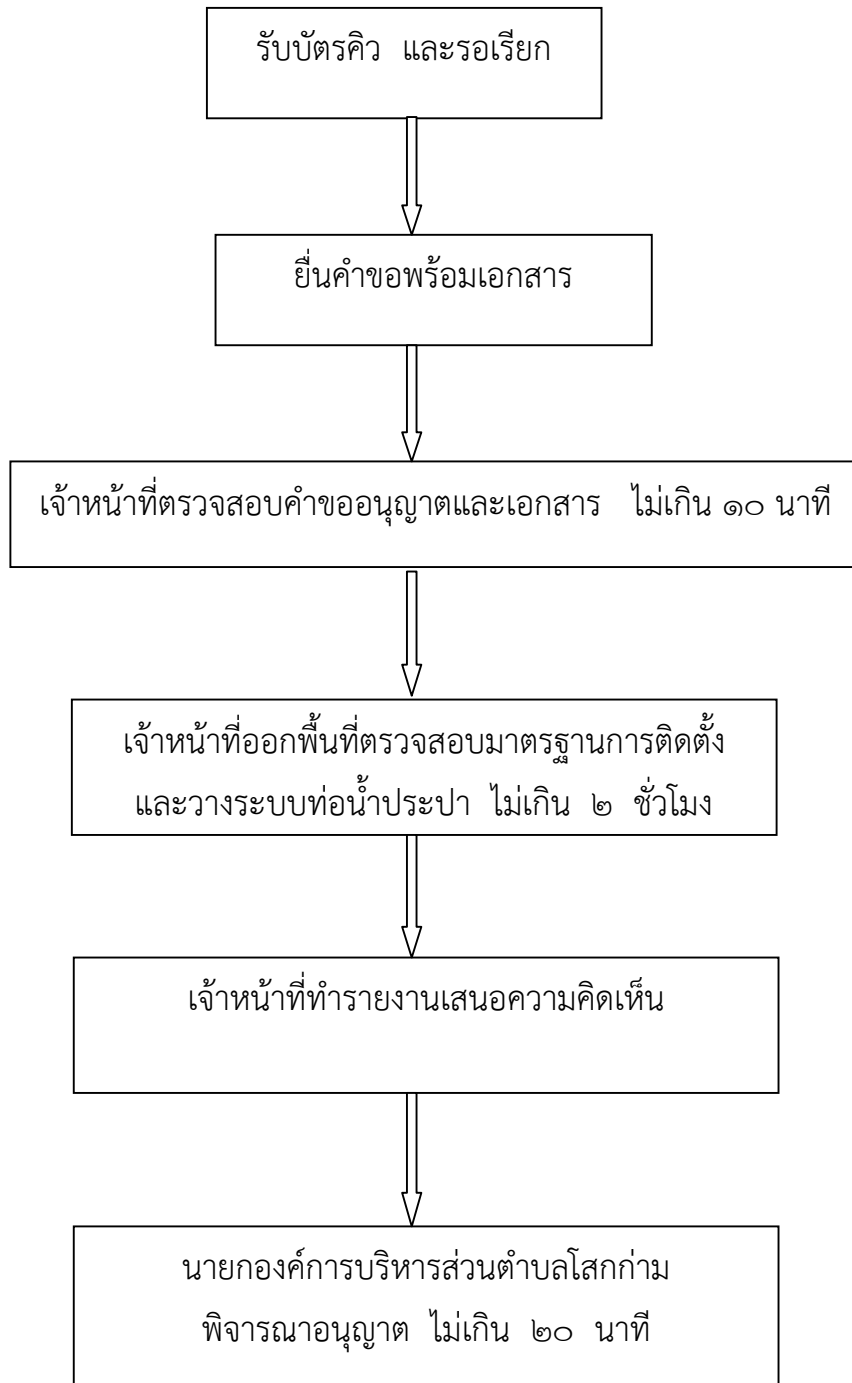 รับบัตรคิว และรอเรียก
ยื่นคำขอพร้อมเอกสาร
เจ้าหน้าที่ตรวจสอบคำขออนุญาตและเอกสาร ไม่เกิน ๑๐ นาที
เจ้าหน้าที่ออกพื้นที่ตรวจสอบมาตรฐานการติดตั้ง
และวางระบบท่อน้ำประปา ไม่เกิน ๒ ชั่วโมง
เจ้าหน้าที่ทำรายงานเสนอความคิดเห็น
นายกองค์การบริหารส่วนตำบลโสกก่าม
พิจารณาอนุญาต ไม่เกิน ๒๐ นาที